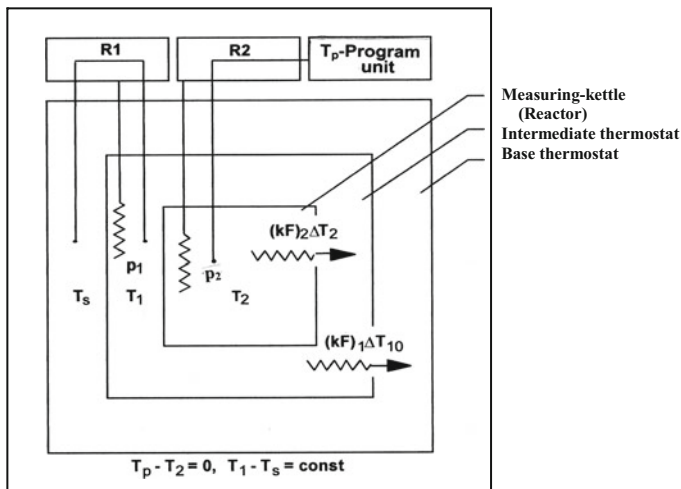 R1
R2
Tp-Program
unit
Measuring-kettle
(Reactor)
Intermediate thermostat
Base thermostat
(kF)2ΔT2
p1
p2
Ts
T1
T2
(kF)1ΔT10
Tp - T2 = 0, T1 - Ts = const